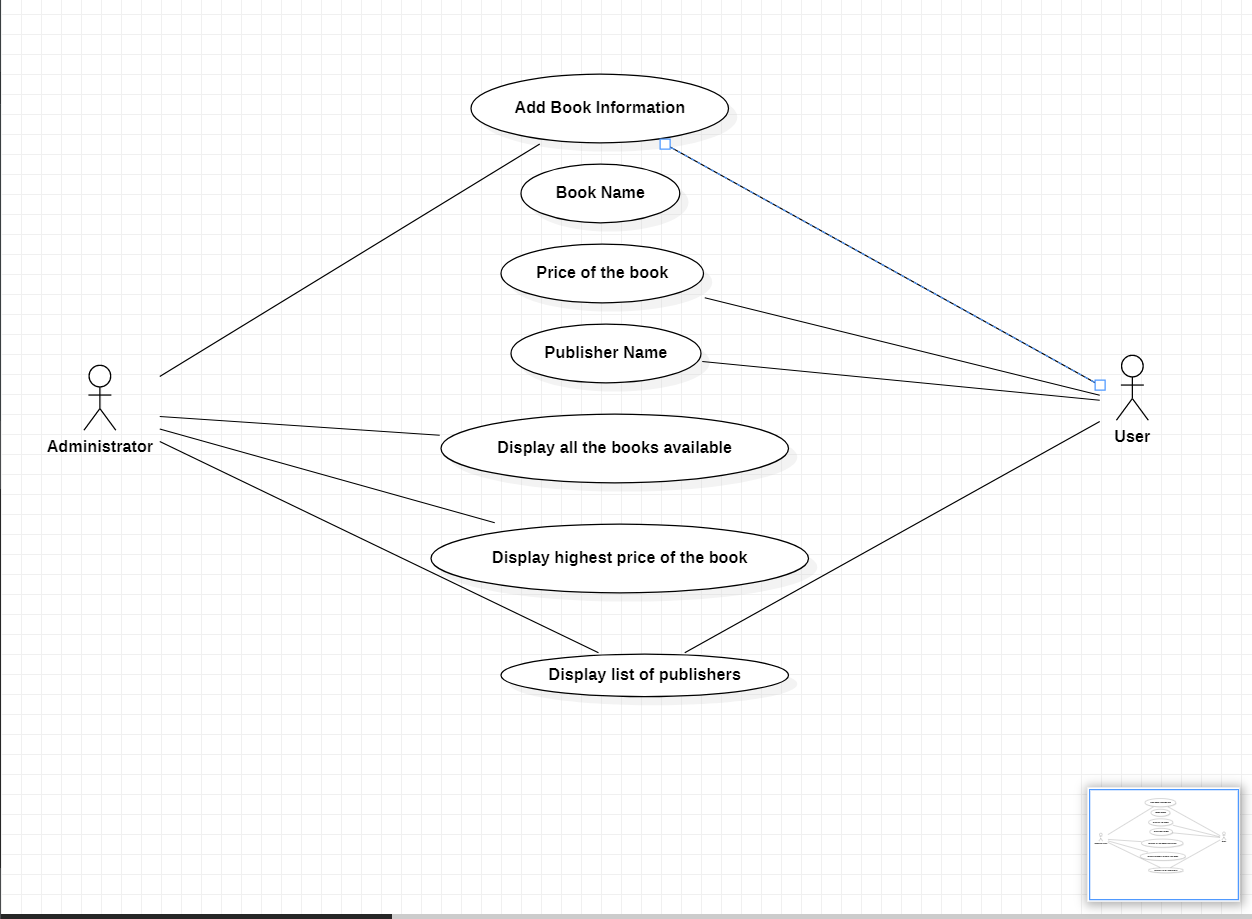 Add Book Information
Book Name
Price of the book
Publisher Name
Administrator
User
Display all the books available
Display highest price of the book
Display list of publishers